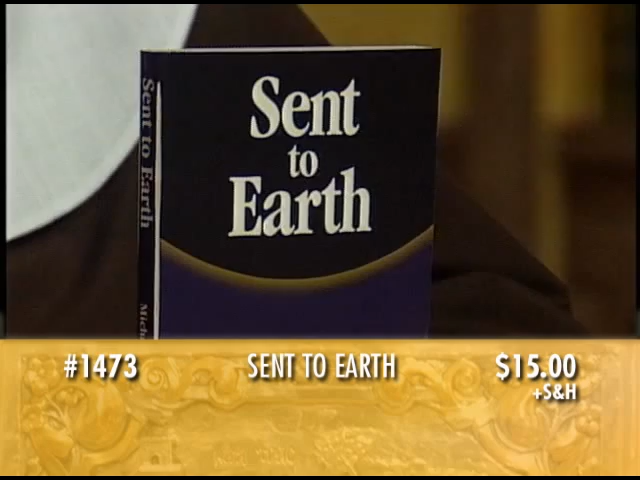 Sent
to
Earth
Sent to Earth
#1473 SENT TO EARTH $15.00
+S&H